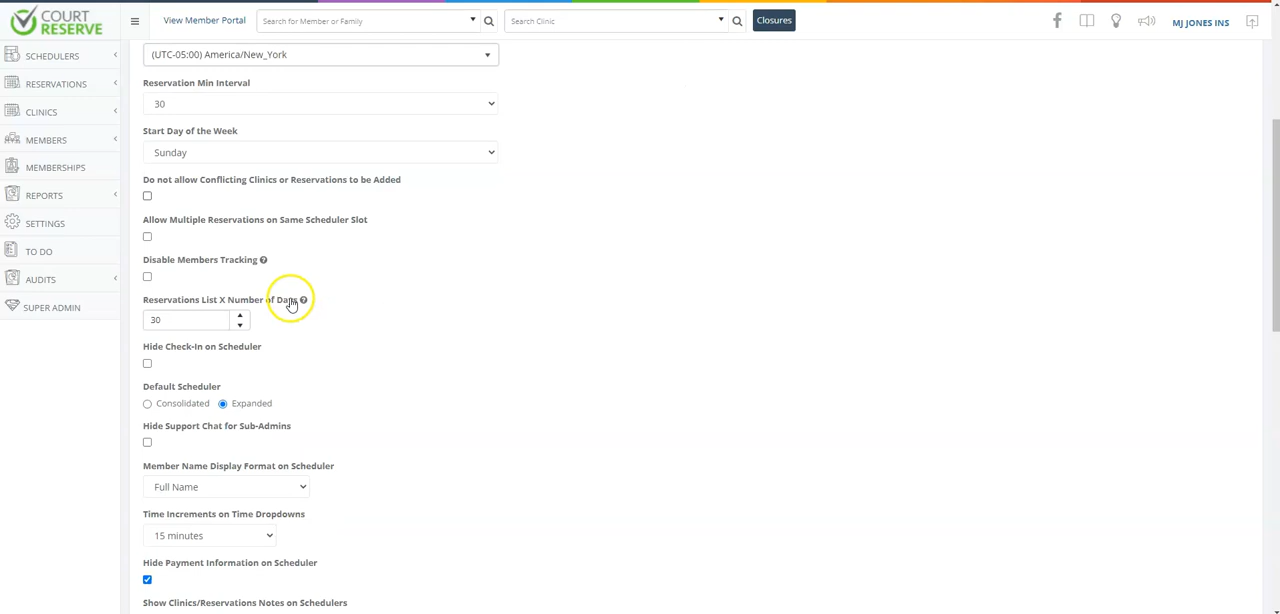 COURT
RESERVE
View Member Portal
Search for Member or Family
Search Clinic
Closures
MJ JONES INS
SCHEDULERS
RESERVATIONS
CLINICS
MEMBERS
MEMBERSHIPS
REPORTS
SETTINGS
TO DO
AUDITS
SUPER ADMIN
(UTC-05:00) America/New_York
Reservation Min Interval
30
Start Day of the Week
Sunday
Do not allow Conflicting Clinics or Reservations to be Added
Allow Multiple Reservations on Same Scheduler Slot
Disable Members Tracking
Reservations List X Number of Days
30
Hide Check-In on Scheduler
Default Scheduler
Consolidated Expanded
Hide Support Chat for Sub-Admins
Member Name Display Format on Scheduler
Full Name
Time Increments on Time Dropdowns
15 minutes
Hide Payment Information on Scheduler
Show Clinics/Reservations Notes on Schedulers